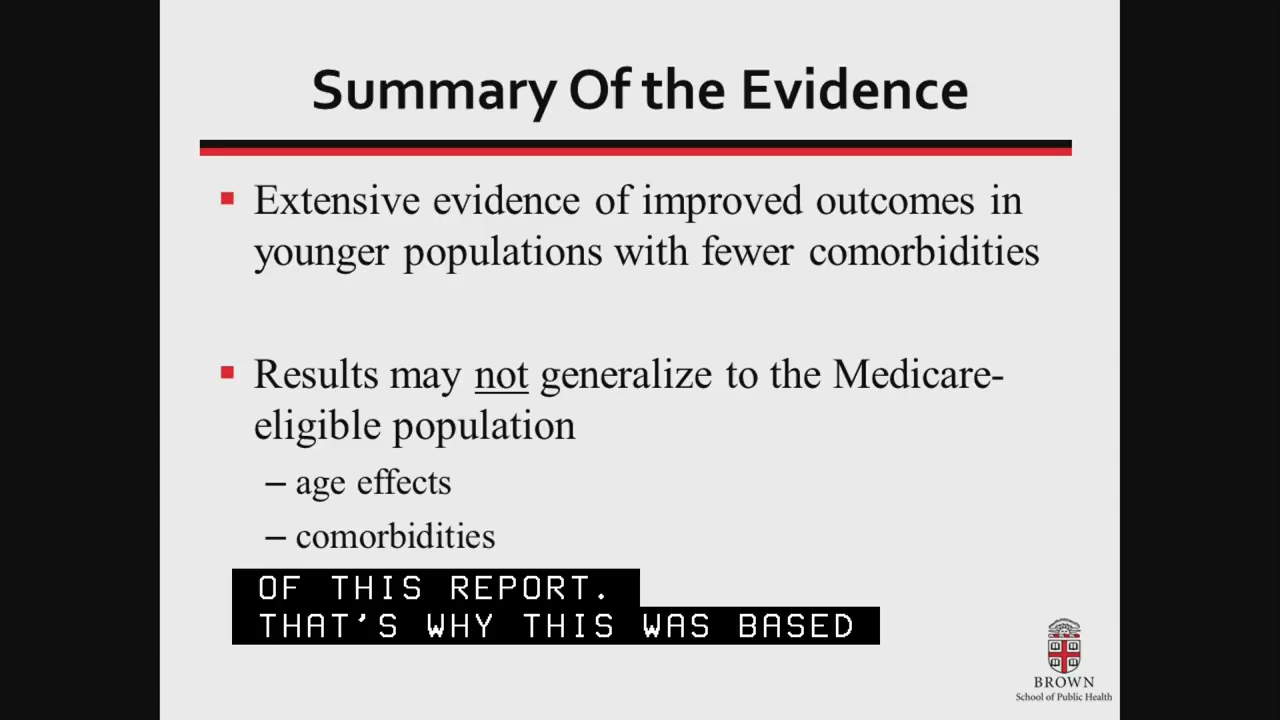 Summary Of the Evidence
▪ Extensive evidence of improved outcomes in
younger populations with fewer comorbidities
▪ Results may not generalize to the Medicare-
eligible population
– age effects
– comorbidities
OF THIS REPORT.
THAT'S WHY THIS WAS BASED
BROWN
School of Public Health